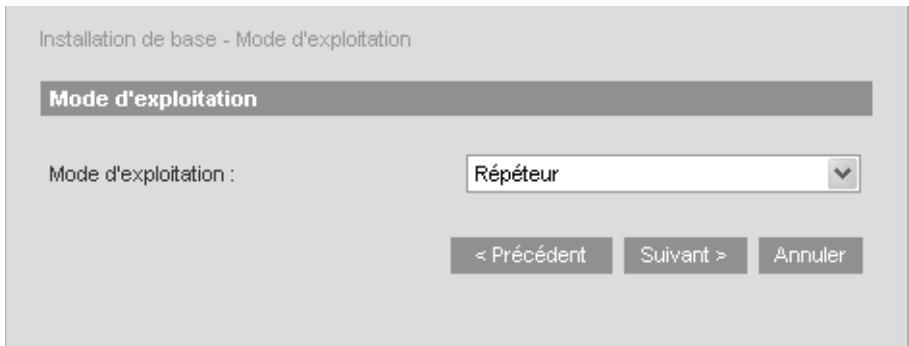 Installation de base - Mode d'exploitation
Mode d'exploitation
Mode d'exploitation : Répéteur
< Précédent Suivant > Annuler